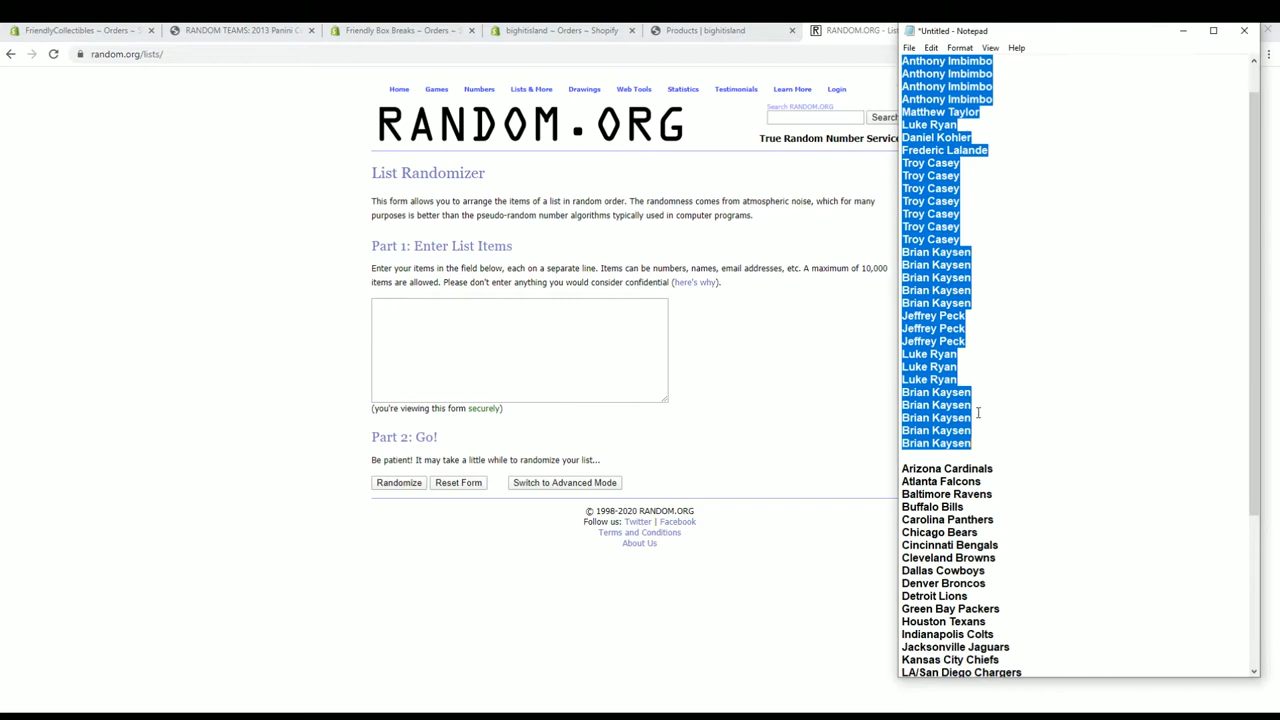 FriendlyCollectibles – Orders – S
RANDOM TEAMS: 2013 Panini C
Friendly Box Breaks – Orders –
bighitisland – Orders – Shopify
Products | bighitisland
RANDOM.ORG - Lis
*Untitled - Notepad
random.org/lists/
File Edit Format View Help
Home Games Numbers Lists & More Drawings Web Tools Statistics Testimonials Learn More Login
Search RANDOM.ORG
Search
RANDOM.ORG
True Random Number Service
List Randomizer
This form allows you to arrange the items of a list in random order. The randomness comes from atmospheric noise, which for many
purposes is better than the pseudo-random number algorithms typically used in computer programs.
Part 1: Enter List Items
Enter your items in the field below, each on a separate line. Items can be numbers, names, email addresses, etc. A maximum of 10,000
items are allowed. Please don't enter anything you would consider confidential (here's why).
(you're viewing this form securely)
Part 2: Go!
Be patient! It may take a little while to randomize your list...
Randomize Reset Form Switch to Advanced Mode
© 1998-2020 RANDOM.ORG
Follow us: Twitter | Facebook
Terms and Conditions
About Us
Anthony Imbimbo
Anthony Imbimbo
Anthony Imbimbo
Anthony Imbimbo
Matthew Taylor
Luke Ryan
Daniel Kohler
Frederic Lalande
Troy Casey
Troy Casey
Troy Casey
Troy Casey
Troy Casey
Troy Casey
Troy Casey
Brian Kaysen
Brian Kaysen
Brian Kaysen
Brian Kaysen
Brian Kaysen
Jeffrey Peck
Jeffrey Peck
Jeffrey Peck
Luke Ryan
Luke Ryan
Luke Ryan
Brian Kaysen
Brian Kaysen
Brian Kaysen
Brian Kaysen
Brian Kaysen
Arizona Cardinals
Atlanta Falcons
Baltimore Ravens
Buffalo Bills
Carolina Panthers
Chicago Bears
Cincinnati Bengals
Cleveland Browns
Dallas Cowboys
Denver Broncos
Detroit Lions
Green Bay Packers
Houston Texans
Indianapolis Colts
Jacksonville Jaguars
Kansas City Chiefs
LA/San Diego Chargers